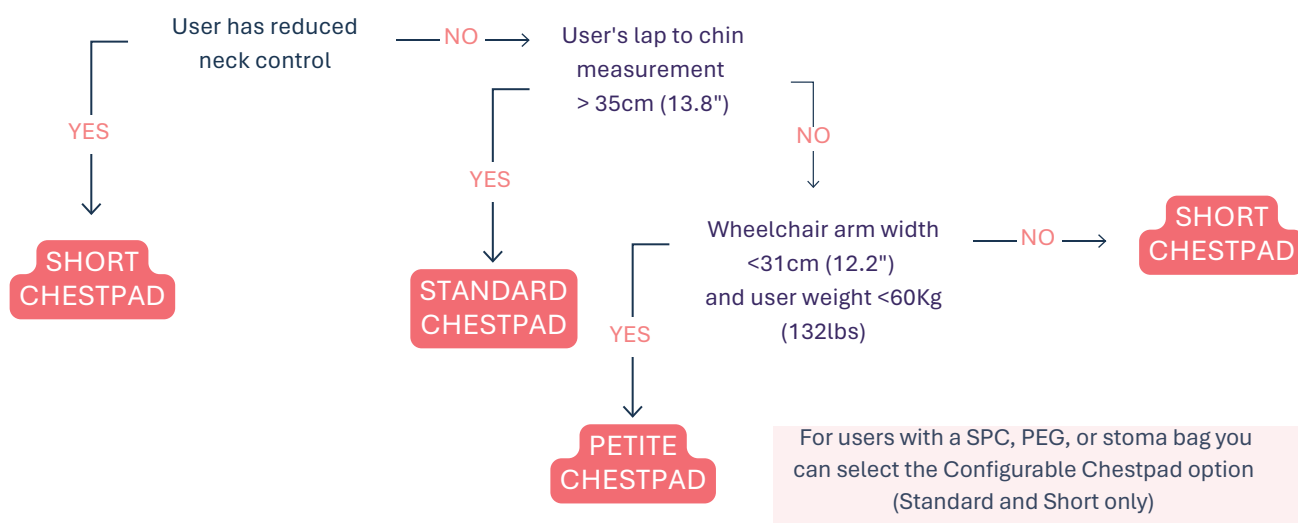 User has reduced
neck control
NO
User's lap to chin
measurement
> 35cm (13.8")
YES
NO
YES
SHORT
CHESTPAD
STANDARD
CHESTPAD
Wheelchair arm width
<31cm (12.2")
and user weight <60Kg
(132lbs)
NO
SHORT
CHESTPAD
YES
PETITE
CHESTPAD
For users with a SPC, PEG, or stoma bag you
can select the Configurable Chestpad option
(Standard and Short only)